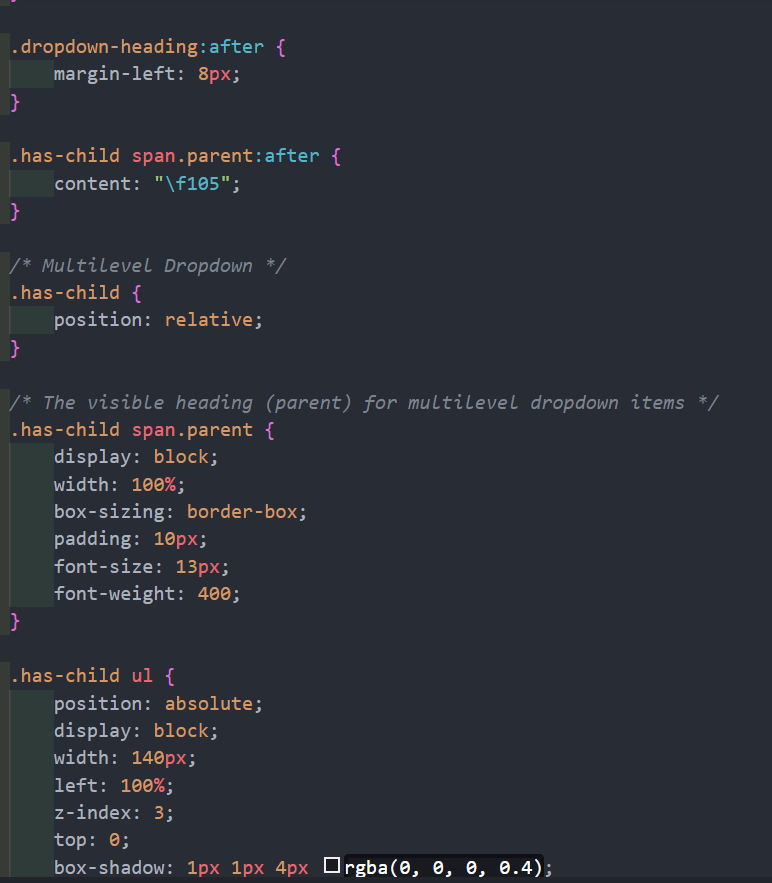 .dropdown-heading:after {
    margin-left: 8px;
}
.has-child span.parent:after {
    content: "\f105";
}
/* Multilevel Dropdown */
.has-child {
    position: relative;
}
/* The visible heading (parent) for multilevel dropdown items */
.has-child span.parent {
    display: block;
    width: 100%;
    box-sizing: border-box;
    padding: 10px;
    font-size: 13px;
    font-weight: 400;
}
.has-child ul {
    position: absolute;
    display: block;
    width: 140px;
    left: 100%;
    z-index: 3;
    top: 0;
    box-shadow: 1px 1px 4px rgba(0, 0, 0, 0.4);